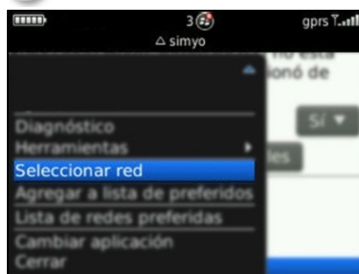 3
gprs
simyo
no está
ionó de
Diagnóstico
Sí
Herramientas
les
Seleccionar red
Agregar a lista de preferidos
Lista de redes preferidas
Cambiar aplicación
Cerrar